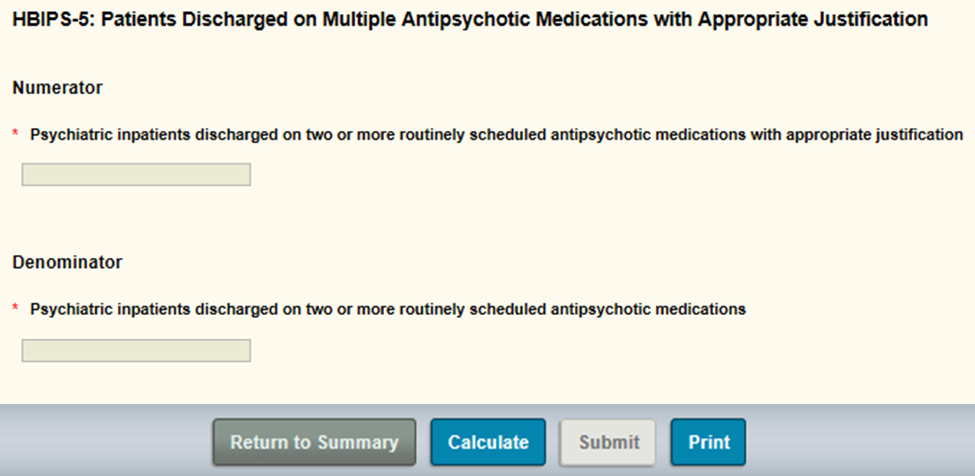 HBIPS-5: Patients Discharged on Multiple Antipsychotic Medications with Appropriate Justification
Numerator
* Psychiatric inpatients discharged on two or more routinely scheduled antipsychotic medications with appropriate justification
Denominator
* Psychiatric inpatients discharged on two or more routinely scheduled antipsychotic medications
Return to Summary Calculate Submit Print